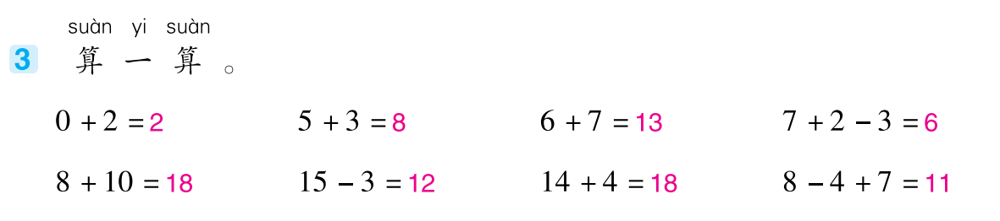 suàn yi suàn
3 算一算。
0 + 2 = 2 5 + 3 = 8 6 + 7 = 13 7 + 2 - 3 = 6
8 + 10 = 18 15 - 3 = 12 14 + 4 = 18 8 - 4 + 7 = 11